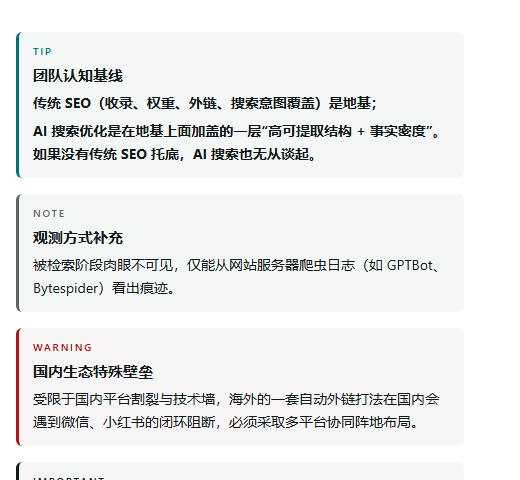 TIP
团队认知基线
传统 SEO（收录、权重、外链、搜索意图覆盖）是地基；
AI 搜索优化是在地基上面加盖的一层“高可提取结构 + 事实密度”。
如果没有传统 SEO 托底，AI 搜索也无从谈起。
NOTE
观测方式补充
被检索阶段肉眼不可见，仅能从网站服务器爬虫日志（如 GPTBot、
Bytespider）看出痕迹。
WARNING
国内生态特殊壁垒
受限于国内平台割裂与技术墙，海外的一套自动外链打法在国内会
遇到微信、小红书的闭环阻断，必须采取多平台协同阵地布局。
IMPORTANT